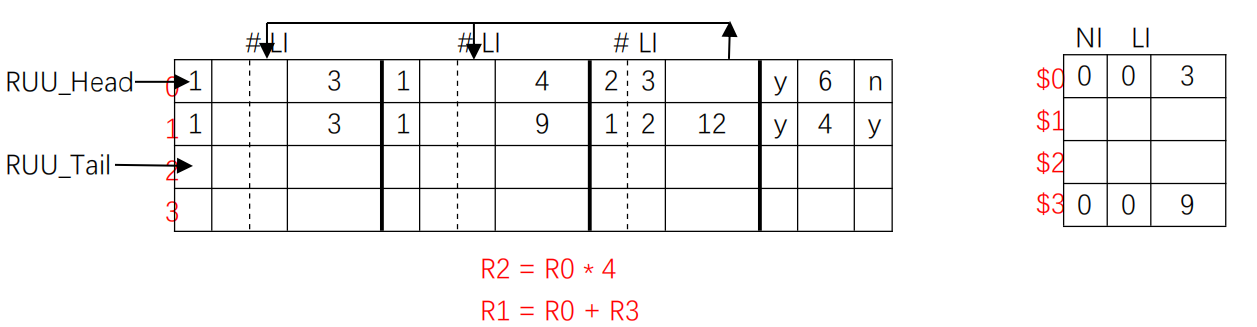 # LI # LI # LI NI LI
RUU_Head 0 1 3 1 4 2 3 y 6 n $0 0 0 3
1 1 3 1 9 1 2 12 y 4 y $1
RUU_Tail 2 $2
3 $3 0 0 9
R2 = R0 * 4
R1 = R0 + R3